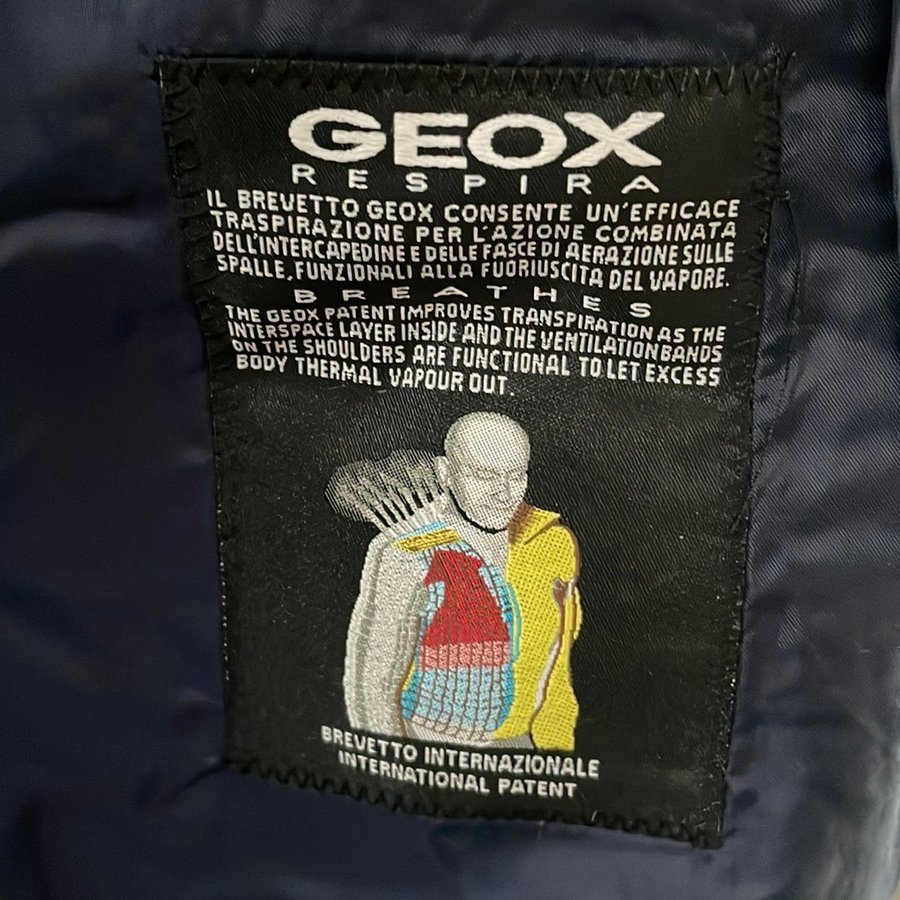 GEOX
RESPIRA
IL BREVETTO GEOX CONSENTE UN'EFFICACE
TRASPIRAZIONE PER L'AZIONE COMBINATA
DELL'INTERCAPEDINE E DELLE FASCE DI AERAZIONE SULLE
SPALLE, FUNZIONALI ALLA FUORIUSCITA DEL VAPORE.
BREATHES
THE GEOX PATENT IMPROVES TRANSPIRATION AS THE
INTERSPACE LAYER INSIDE AND THE VENTILATION BANDS
ON THE SHOULDERS ARE FUNCTIONAL TO LET EXCESS
BODY THERMAL VAPOUR OUT.
BREVETTO INTERNAZIONALE
INTERNATIONAL PATENT